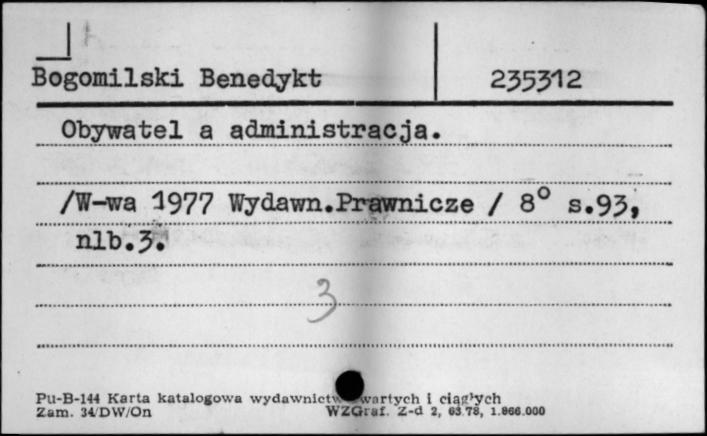 Bogomilski Benedykt 235312
Obywatel a administracja.
/W-wa 1977 Wydawn.Prawnicze / 8° s.93,
nlb.3.
3
Pu-B-144 Karta katalogowa wydawnictw zwartych i ciągłych
Zam. 34/DW/On WZGraf. Z-d 2, 63.78, 1.866.000